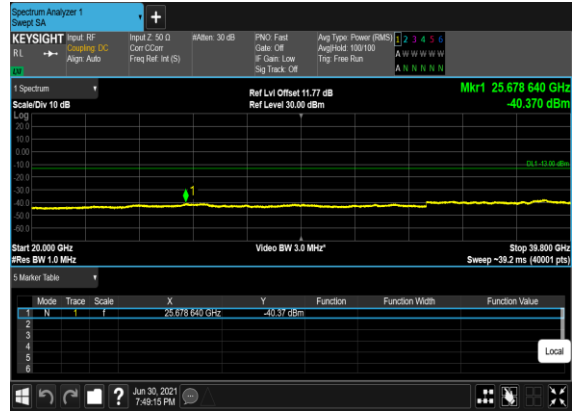 Spectrum Analyzer 1
Swept SA
+
KEYSIGHT Input: RF Input Z: 50 Ω #Atten: 30 dB PNO: Fast Avg Type: Power (RMS) 1 2 3 4 5 6
RL Coupling: DC Corr CCorr Gate: Off Avg|Hold: 100/100 A W W W W W
Align: Auto Freq Ref: Int (S) IF Gain: Low Trig: Free Run
Sig Track: Off A N N N N N
1 Spectrum Ref Lvl Offset 11.77 dB Mkr1 25.678 640 GHz
Scale/Div 10 dB Ref Level 30.00 dBm -40.370 dBm
Log
20.0
10.0
0.00
-10.0 DL1 -13.00 dBm
-20.0
-30.0 1
-40.0
-50.0
-60.0
Start 20.000 GHz Video BW 3.0 MHz* Stop 39.800 GHz
#Res BW 1.0 MHz Sweep ~39.2 ms (40001 pts)
5 Marker Table
Mode Trace Scale X Y Function Function Width Function Value
1 N 1 f 25.678 640 GHz -40.37 dBm
2
3
4
5
6
Local
? Jun 30, 2021
7:49:15 PM